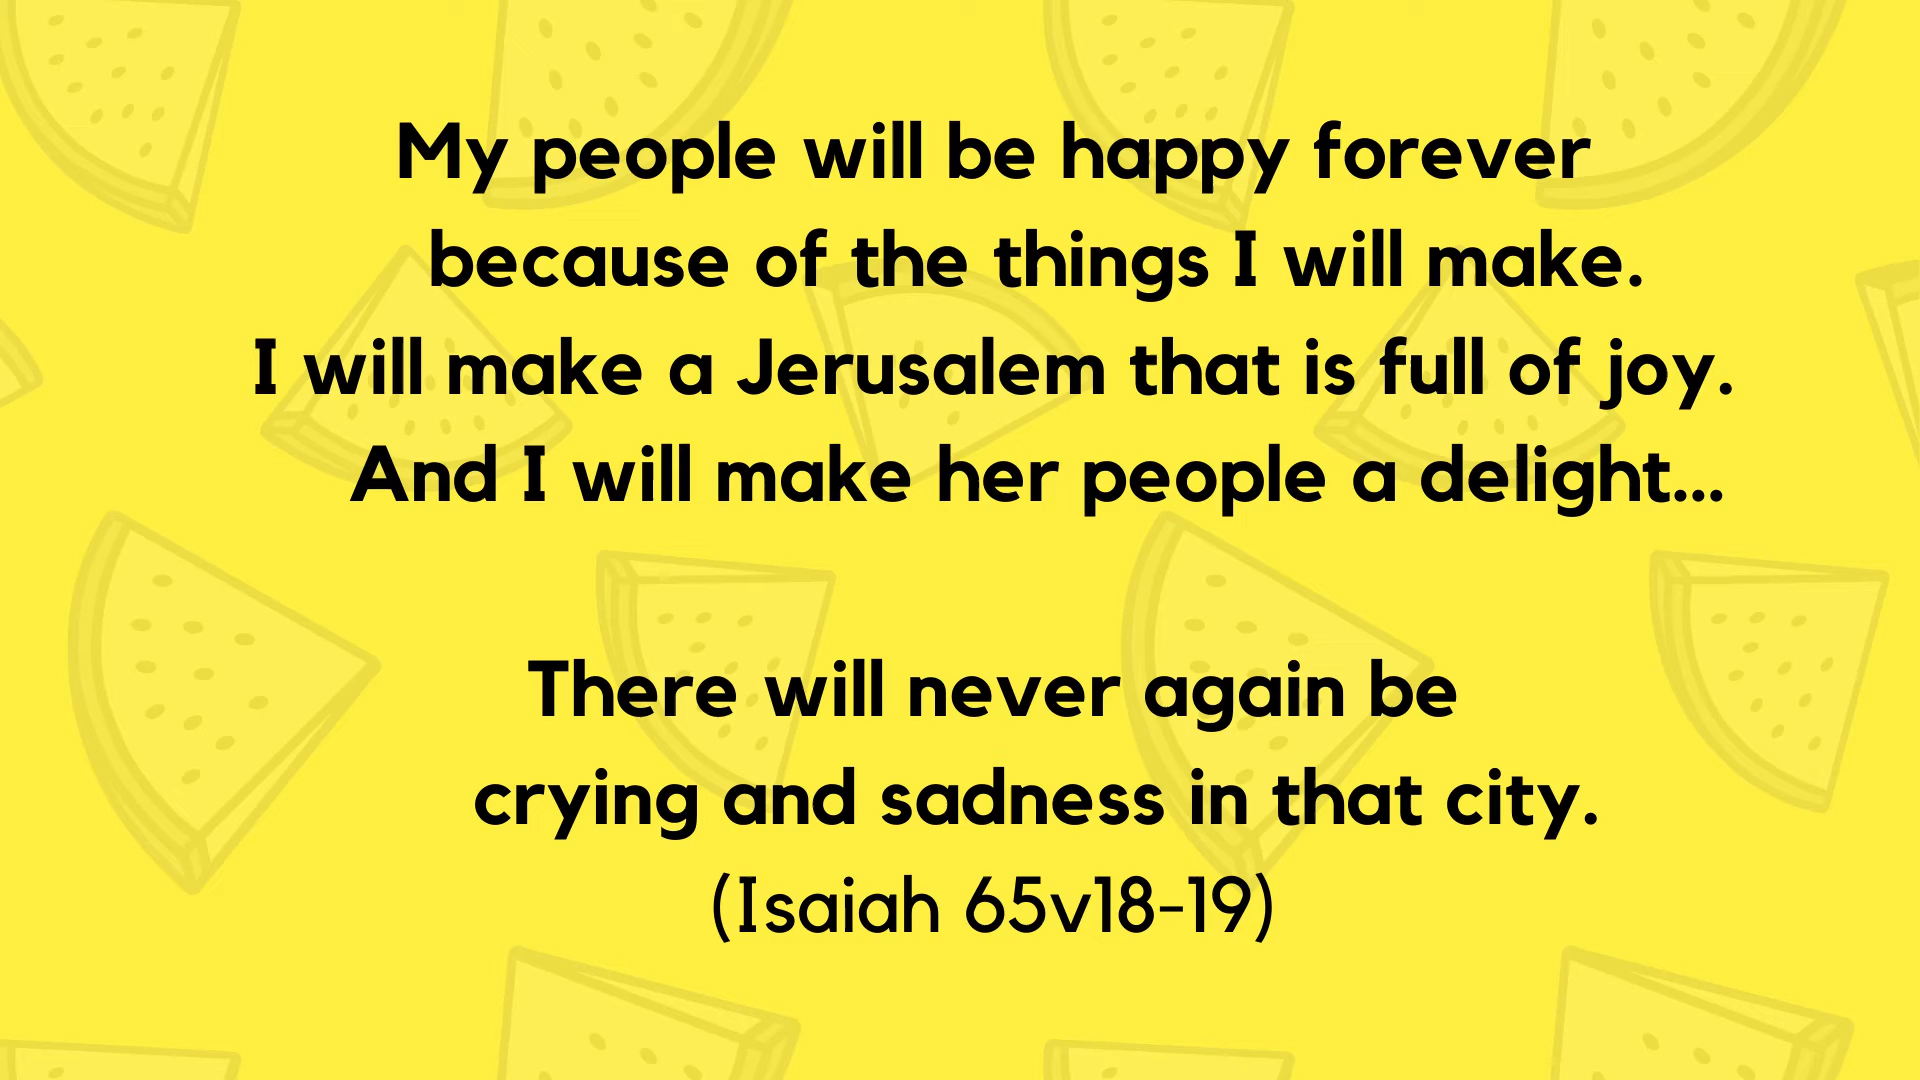 My people will be happy forever
because of the things I will make.
I will make a Jerusalem that is full of joy.
And I will make her people a delight...
There will never again be
crying and sadness in that city.
(Isaiah 65v18-19)